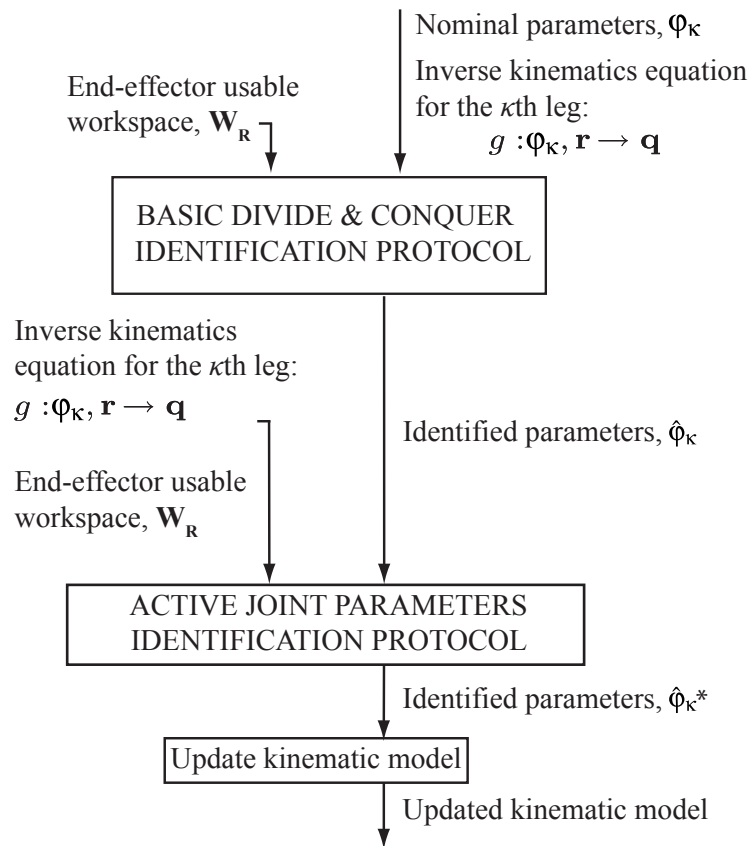 Nominal parameters, φκ
Inverse kinematics equation
for the κth leg:
g :φκ, r → q
End-effector usable
workspace, W_R
BASIC DIVIDE & CONQUER
IDENTIFICATION PROTOCOL
Inverse kinematics
equation for the κth leg:
g :φκ, r → q
Identified parameters, φ̂κ
End-effector usable
workspace, W_R
ACTIVE JOINT PARAMETERS
IDENTIFICATION PROTOCOL
Identified parameters, φ̂κ*
Update kinematic model
Updated kinematic model